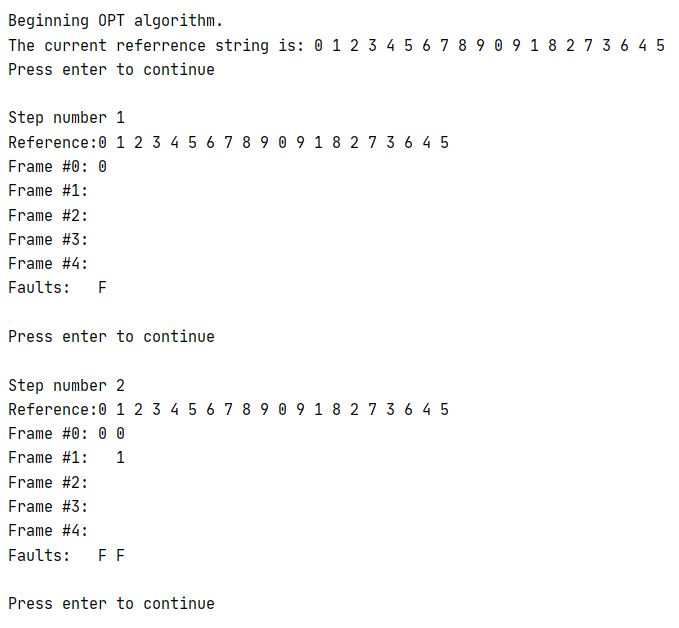 Beginning OPT algorithm.
The current referrence string is: 0 1 2 3 4 5 6 7 8 9 0 9 1 8 2 7 3 6 4 5
Press enter to continue

Step number 1
Reference:0 1 2 3 4 5 6 7 8 9 0 9 1 8 2 7 3 6 4 5
Frame #0: 0
Frame #1:
Frame #2:
Frame #3:
Frame #4:
Faults:   F

Press enter to continue

Step number 2
Reference:0 1 2 3 4 5 6 7 8 9 0 9 1 8 2 7 3 6 4 5
Frame #0: 0 0
Frame #1:   1
Frame #2:
Frame #3:
Frame #4:
Faults:   F F

Press enter to continue